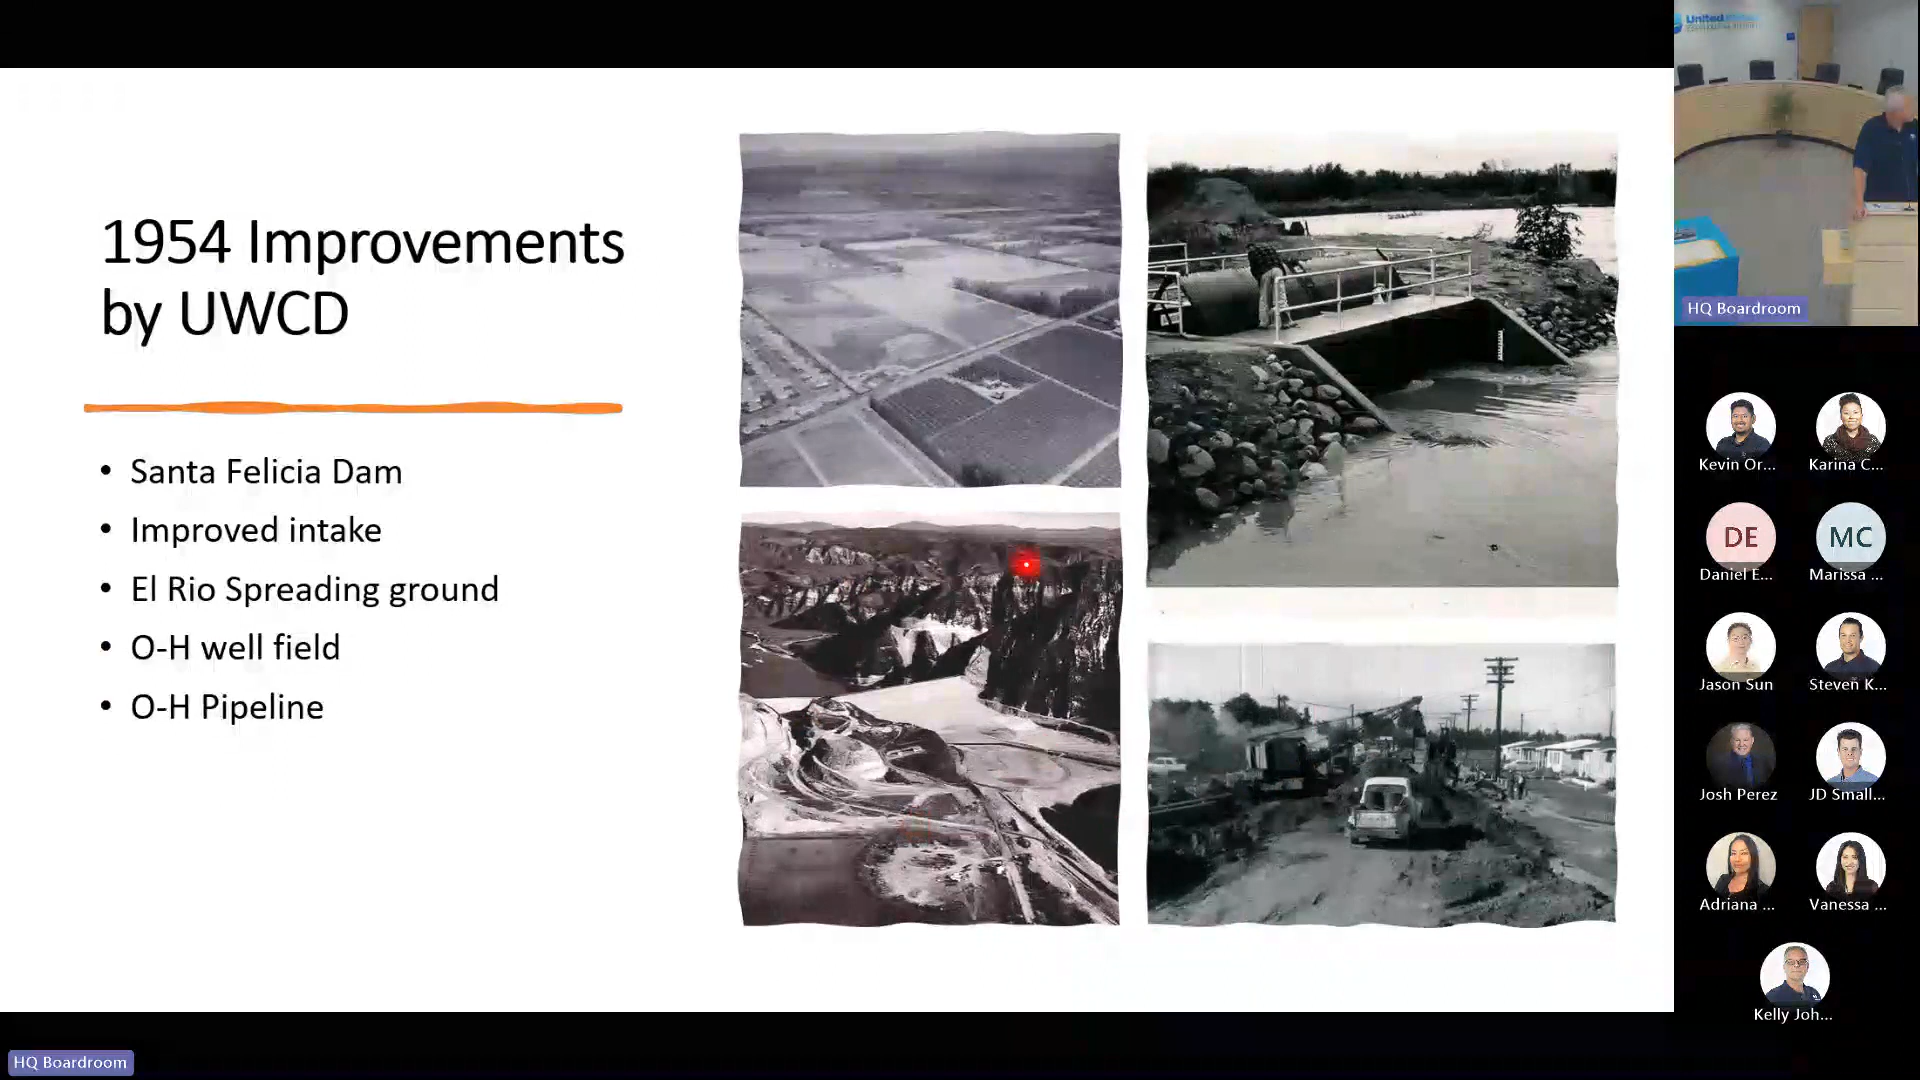 1954 Improvements
by UWCD
• Santa Felicia Dam
• Improved intake
• El Rio Spreading ground
• O-H well field
• O-H Pipeline
United
HQ Boardroom
Kevin Or...
Karina C...
DE
MC
Daniel E...
Marissa ...
Jason Sun
Steven K...
Josh Perez
JD Small...
Adriana ...
Vanessa ...
Kelly Joh...
HQ Boardroom